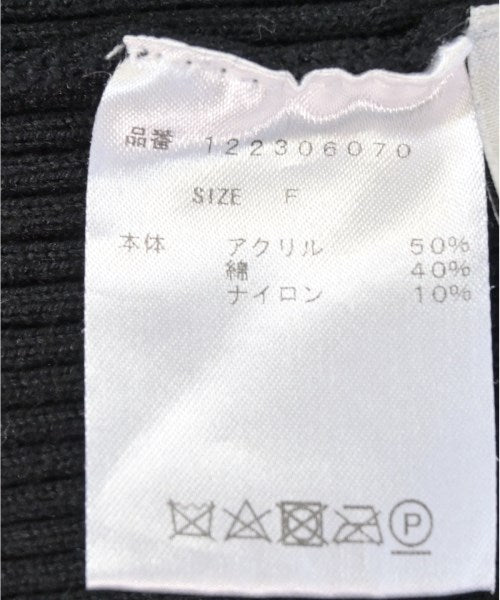 品番 122306070
SIZE F
本体 アクリル 50%
綿 40%
ナイロン 10%
P